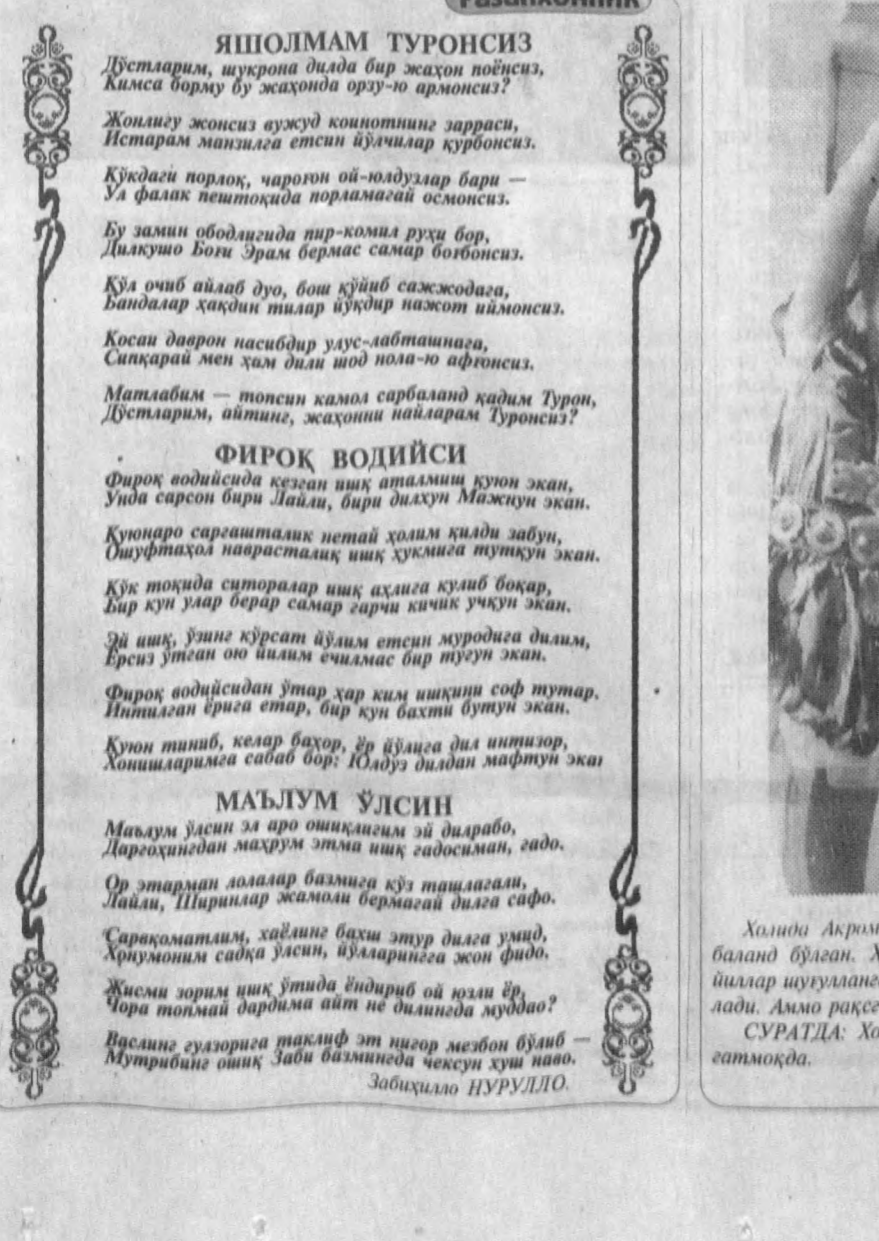 Ғазалхонлик
ЯШОЛМАМ ТУРОНСИЗ
Дўстларим, шукрона дилда бир жаҳон поёнсиз,
Кимса борму бу жаҳонда орзу-ю армонсиз?
Жонлигу жонсиз вужуд коинотнинг зарраси,
Истарам манзилга етсин йўлчилар қурбонсиз.
Кўкдаги порлоқ, чароғон ой-юлдузлар бари —
Ул фалак пештоқида порламагай осмонсиз.
Бу замин ободлигида пир-комил руҳи бор,
Дилкушо Боғи Эрам бермас самар боғбонсиз.
Қўл очиб айлаб дуо, бош қўйиб сажжодага,
Бандалар ҳақдин тилар йўқдир нажот иймонсиз.
Косаи даврон насибдир улус-лабташнага,
Сипқарай мен ҳам дили шод нола-ю афғонсиз.
Матлабим — топсин камол сарбаланд қадим Турон,
Дўстларим, айтинг, жаҳонни найларам Туронсиз?
ФИРОҚ ВОДИЙСИ
Фироқ водийсида кезган ишқ аталмиш қуюн экан,
Унда сарсон бири Лайли, бири дилхун Мажнун экан.
Қуюнаро саргашталик нетай ҳолим қилди забун,
Ошуфтаҳол наврасталиқ ишқ ҳукмига тутқун экан.
Кўк тоқида ситоралар ишқ аҳлига кулиб боқар,
Бир кун улар берар самар гарчи кичик учқун экан.
Эй ишқ, ўзинг кўрсат йўлим етсин муродига дилим,
Ёрсиз ўтган ою йилим ечилмас бир тугун экан.
Фироқ водийсидан ўтар ҳар ким ишқини соф тутар.
Интилган ёрига етар, бир кун бахти бутун экан.
Қуюн тиниб, келар баҳор, ёр йўлига дил интизор,
Хонишларимга сабаб бор: Юлдуз дилдан мафтун экан
МАЪЛУМ ЎЛСИН
Маълум ўлсин эл аро ошиқлигим эй дилрабо,
Даргоҳингдан маҳрум этма ишқ гадосиман, гадо.
Ор этарман лолалар базмига кўз ташлагали,
Лайли, Ширинлар жамоли бермагай дилга сафо.
Сарвқоматлим, хаёлинг бахш этур дилга умид,
Хонумоним садқа ўлсин, йўлларингга жон фидо.
Жисми зорим ишқ ўтида ёндириб ой юзли ёр,
Чора топмай дардима айт не дилингда муддао?
Васлинг гулзорига таклиф эт нигор мезбон бўлиб —
Мутрибинг ошиқ Заби базмингда чексун хуш наво.
Забиҳилло НУРУЛЛО.
Холида Акром
баланд бўлган. Х
йиллар шуғулланга
лади. Аммо рақсг
СУРАТДА: Хо
гатмоқда.